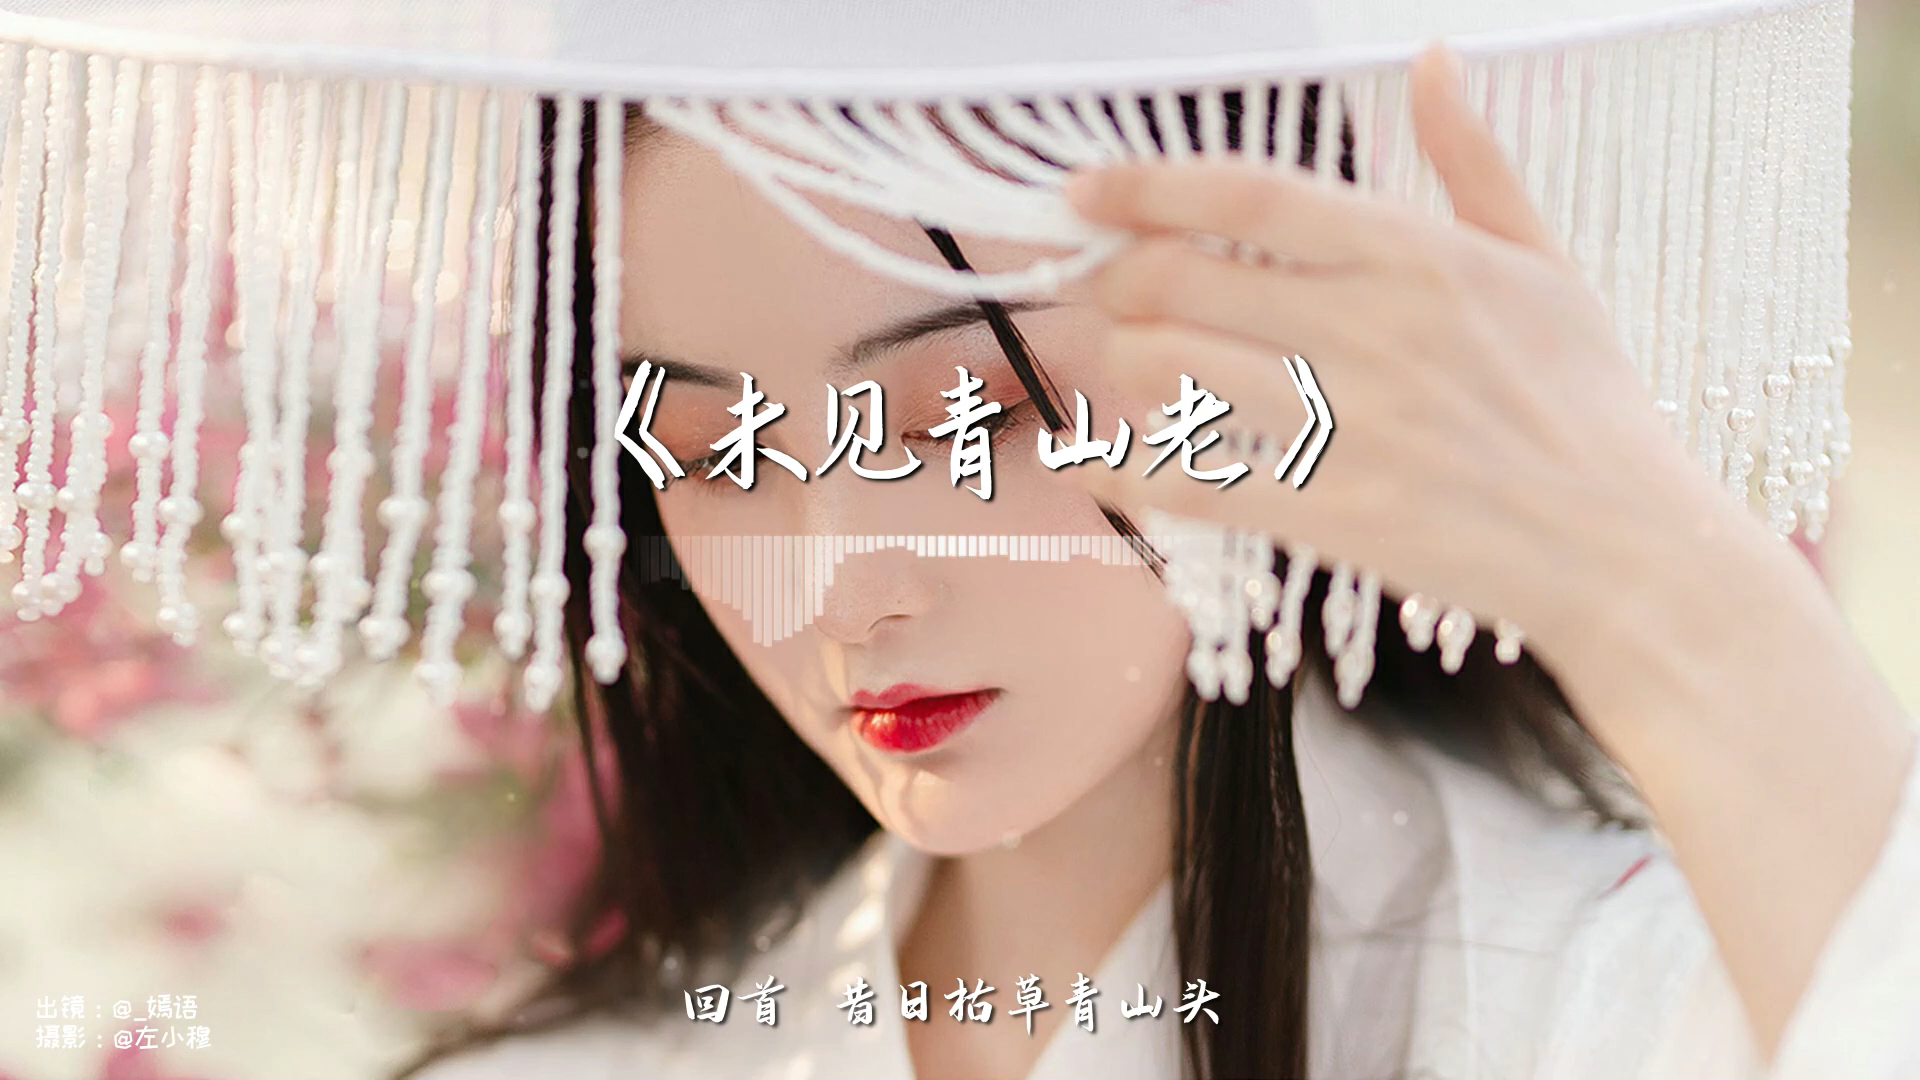 《未见青山老》
回首 昔日枯草青山头
出镜：@_嫣语
摄影：@左小穆